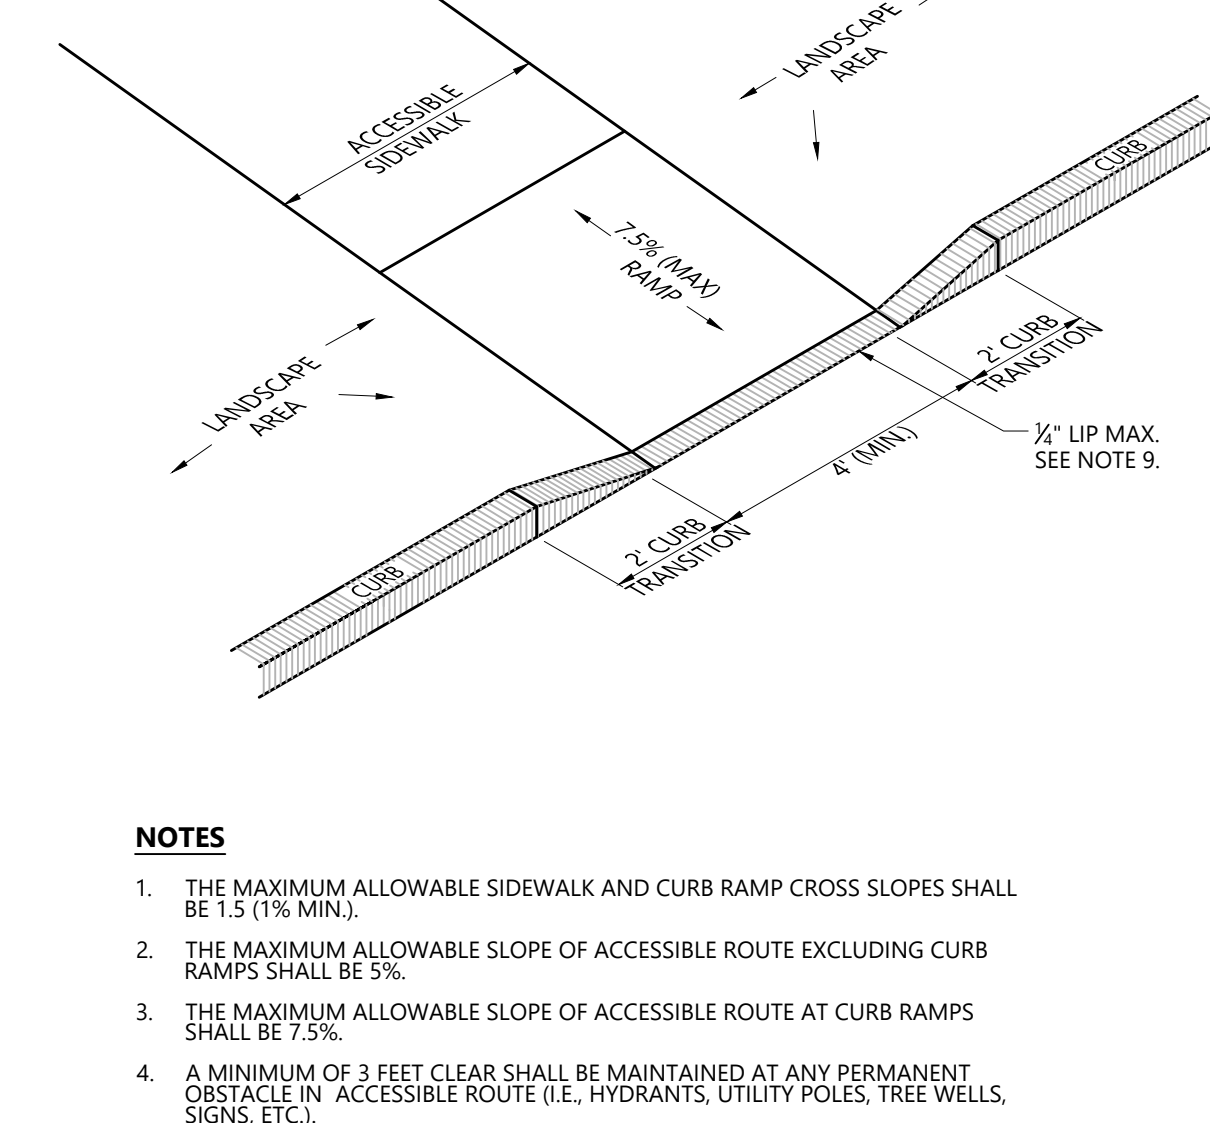 LANDSCAPE
AREA
ACCESSIBLE
SIDEWALK
CURB
7.5% (MAX)
RAMP
2' CURB
TRANSITION
LANDSCAPE
AREA
¼" LIP MAX.
SEE NOTE 9.
4' (MIN.)
2' CURB
TRANSITION
CURB
NOTES
1. THE MAXIMUM ALLOWABLE SIDEWALK AND CURB RAMP CROSS SLOPES SHALL
BE 1.5 (1% MIN.).
2. THE MAXIMUM ALLOWABLE SLOPE OF ACCESSIBLE ROUTE EXCLUDING CURB
RAMPS SHALL BE 5%.
3. THE MAXIMUM ALLOWABLE SLOPE OF ACCESSIBLE ROUTE AT CURB RAMPS
SHALL BE 7.5%.
4. A MINIMUM OF 3 FEET CLEAR SHALL BE MAINTAINED AT ANY PERMANENT
OBSTACLE IN ACCESSIBLE ROUTE (I.E., HYDRANTS, UTILITY POLES, TREE WELLS,
SIGNS, ETC.).